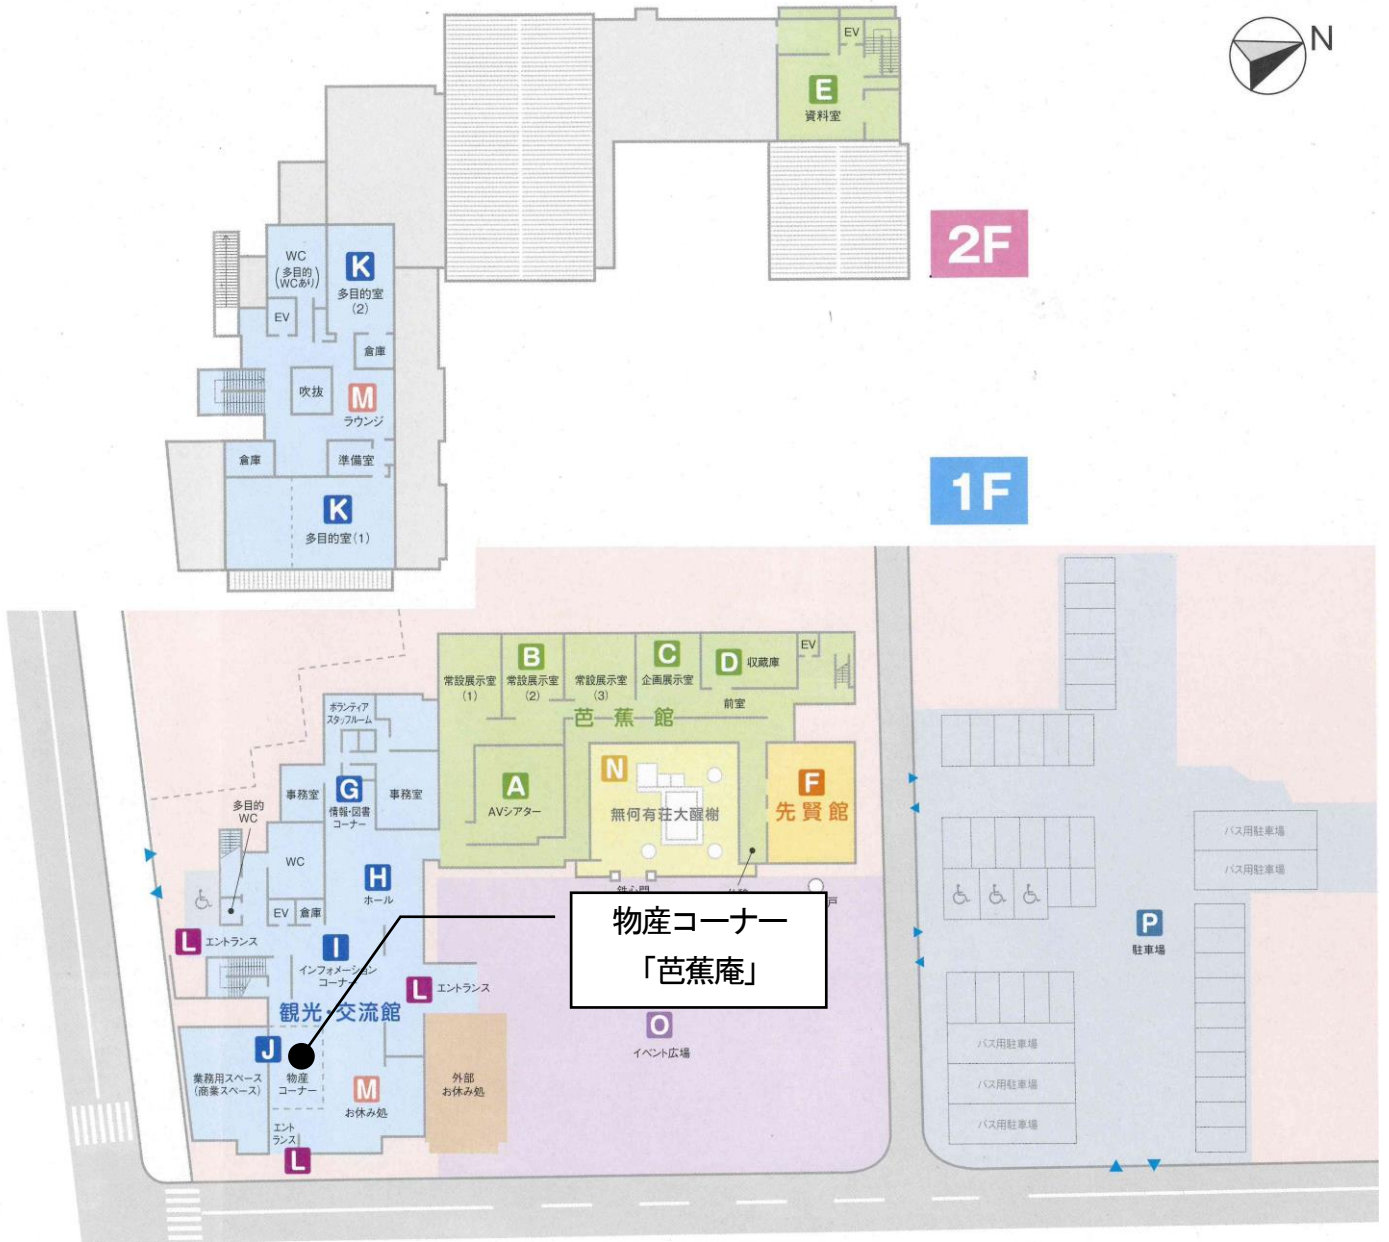 N
EV
E
資料室
2F
WC
(多目的
WCあり)
K
多目的室
(2)
EV
倉庫
吹抜
M
ラウンジ
倉庫
準備室
K
多目的室(1)
1F
常設展示室
(1)
B
常設展示室
(2)
常設展示室
(3)
C
企画展示室
D 収蔵庫
EV
前室
芭蕉館
ボランティア
スタッフルーム
A
AVシアター
N
無何有荘大醒樹
F
先賢館
事務室
G
情報・図書
コーナー
事務室
多目的
WC
WC
H
ホール
EV
倉庫
L エントランス
I
インフォメーション
コーナー
L エントランス
観光・交流館
物産コーナー
「芭蕉庵」
戸
O
イベント広場
J
業務用スペース
(商業スペース)
物産
コーナー
M
お休み処
外部
お休み処
エント
ランス
L
バス用駐車場
バス用駐車場
P
駐車場
バス用駐車場
バス用駐車場
バス用駐車場